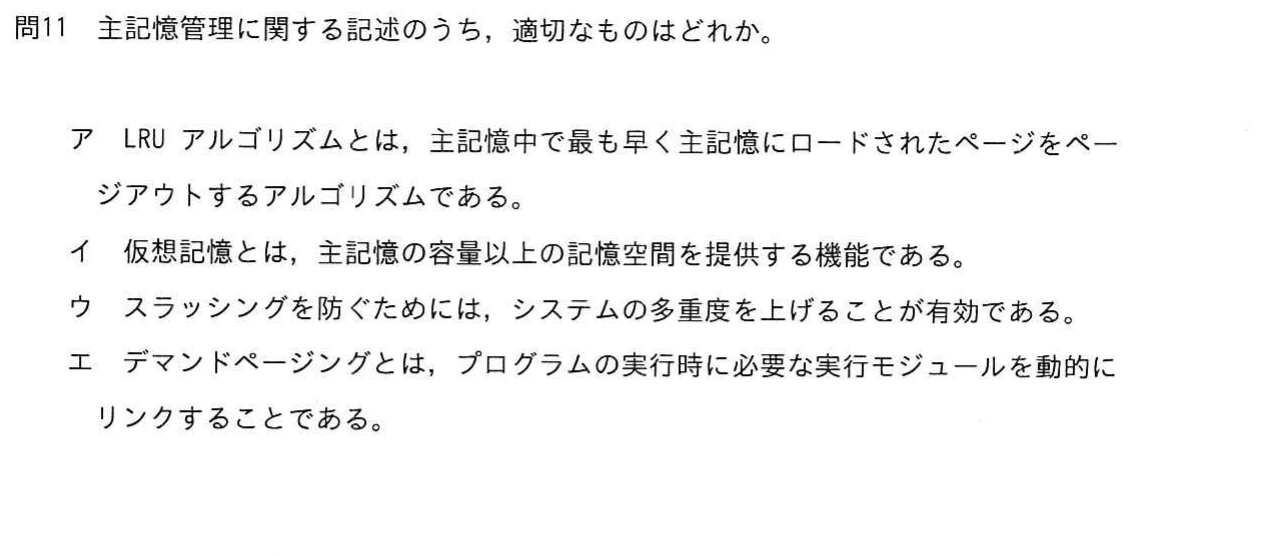 問11　主記憶管理に関する記述のうち，適切なものはどれか。
ア　LRU アルゴリズムとは，主記憶中で最も早く主記憶にロードされたページをペー
ジアウトするアルゴリズムである。
イ　仮想記憶とは，主記憶の容量以上の記憶空間を提供する機能である。
ウ　スラッシングを防ぐためには，システムの多重度を上げることが有効である。
エ　デマンドページングとは，プログラムの実行時に必要な実行モジュールを動的に
リンクすることである。